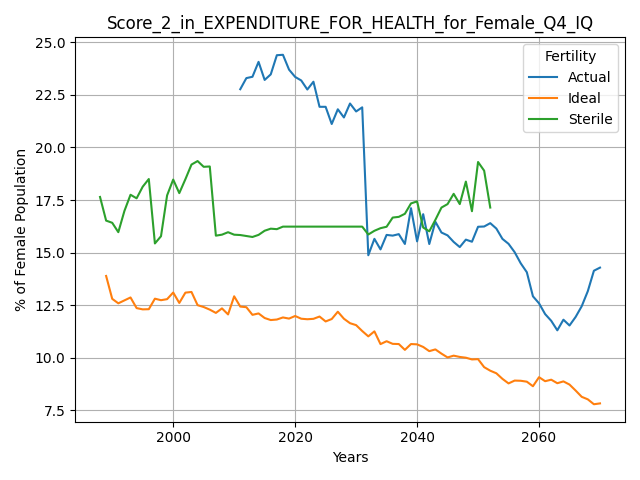 Score_2_in_EXPENDITURE_FOR_HEALTH_for_Female_Q4_IQ
25.0
22.5
20.0
17.5
15.0
12.5
10.0
7.5
% of Female Population
Fertility
Actual
Ideal
Sterile
2000 2020 2040 2060
Years